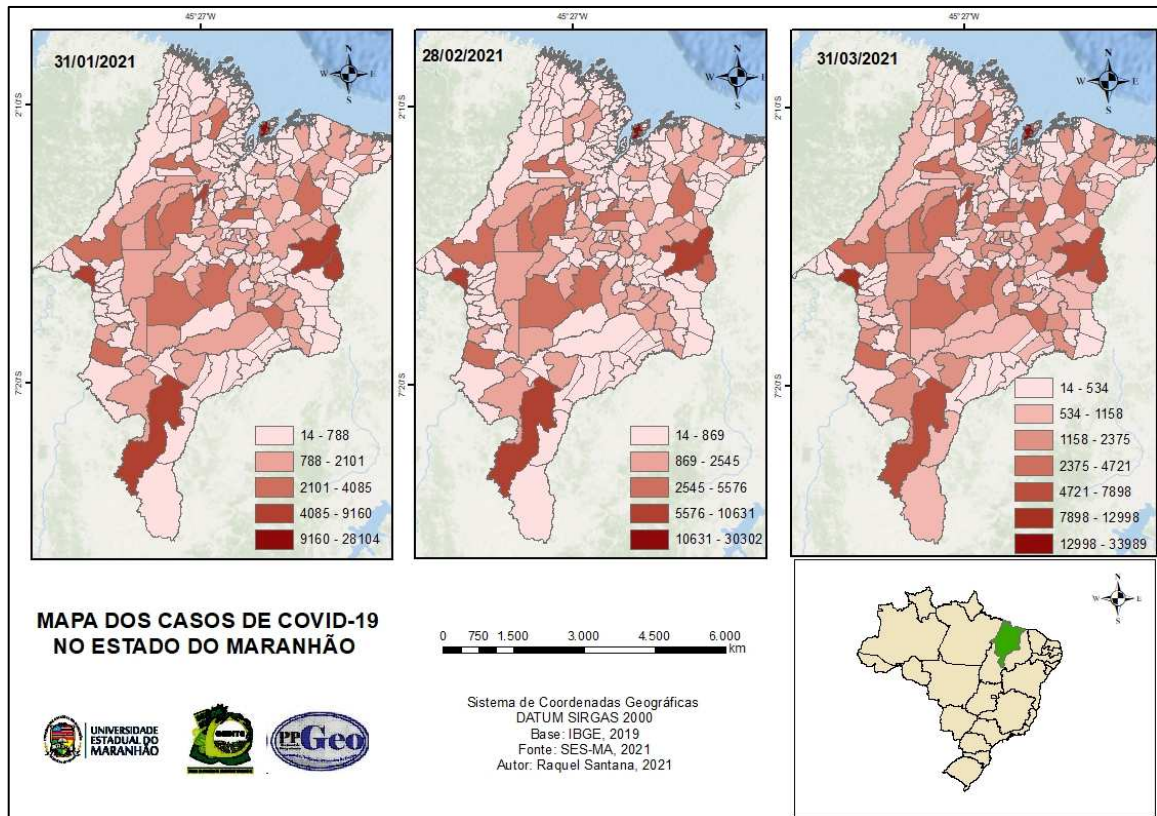 45°27'W
45°27'W
45°27'W
31/01/2021
N
W E
S
2°10'S
7°20'S
14 - 788
788 - 2101
2101 - 4085
4085 - 9160
9160 - 28104
28/02/2021
N
W E
S
2°10'S
7°20'S
14 - 869
869 - 2545
2545 - 5576
5576 - 10631
10631 - 30302
31/03/2021
N
W E
S
2°10'S
7°20'S
14 - 534
534 - 1158
1158 - 2375
2375 - 4721
4721 - 7898
7898 - 12998
12998 - 33989
MAPA DOS CASOS DE COVID-19
NO ESTADO DO MARANHÃO
UNIVERSIDADE
ESTADUAL DO
MARANHÃO
PP Geo
0 750 1.500 3.000 4.500 6.000
km
Sistema de Coordenadas Geográficas
DATUM SIRGAS 2000
Base: IBGE, 2019
Fonte: SES-MA, 2021
Autor: Raquel Santana, 2021
N
W E
S